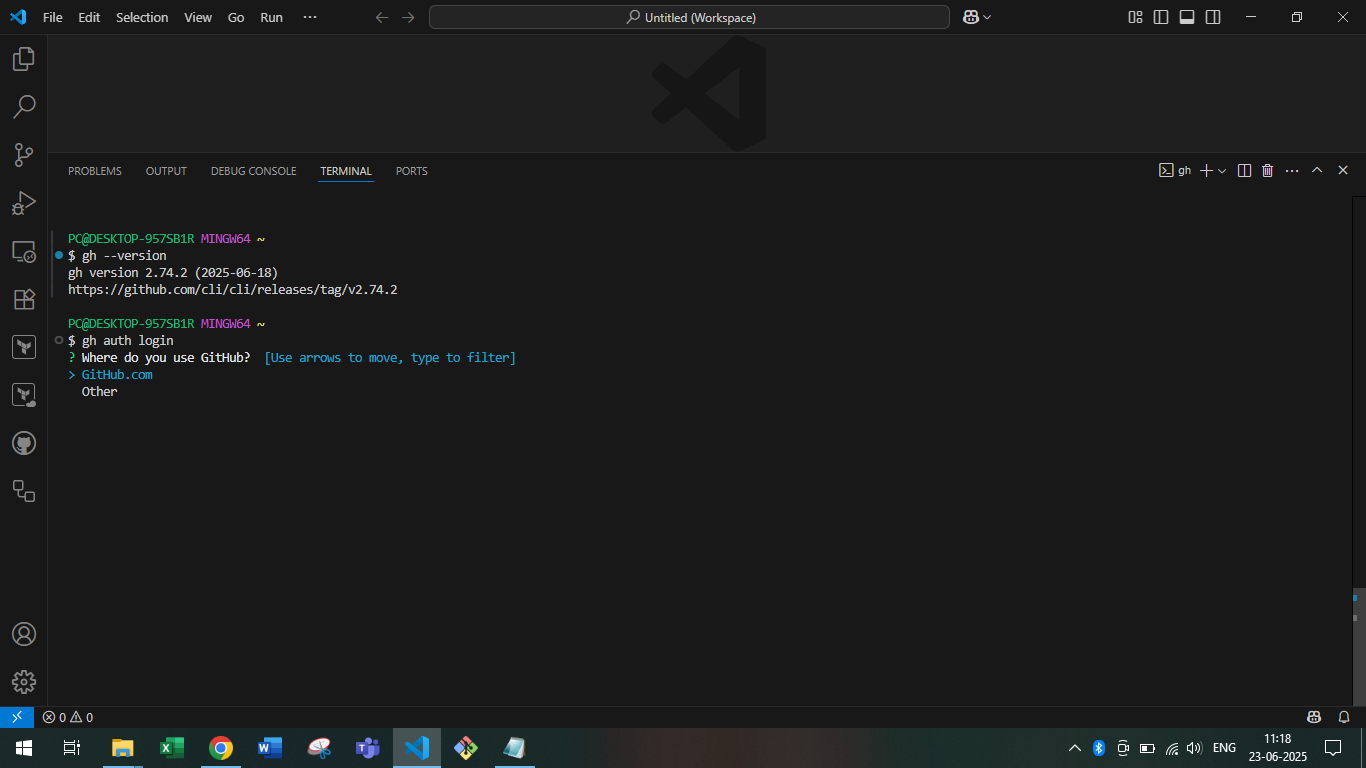 File Edit Selection View Go Run ···
Untitled (Workspace)
PROBLEMS OUTPUT DEBUG CONSOLE TERMINAL PORTS
gh
PC@DESKTOP-957SB1R MINGW64 ~
$ gh --version
gh version 2.74.2 (2025-06-18)
https://github.com/cli/cli/releases/tag/v2.74.2
PC@DESKTOP-957SB1R MINGW64 ~
$ gh auth login
? Where do you use GitHub?  [Use arrows to move, type to filter]
> GitHub.com
Other
0 0
ENG
11:18
23-06-2025